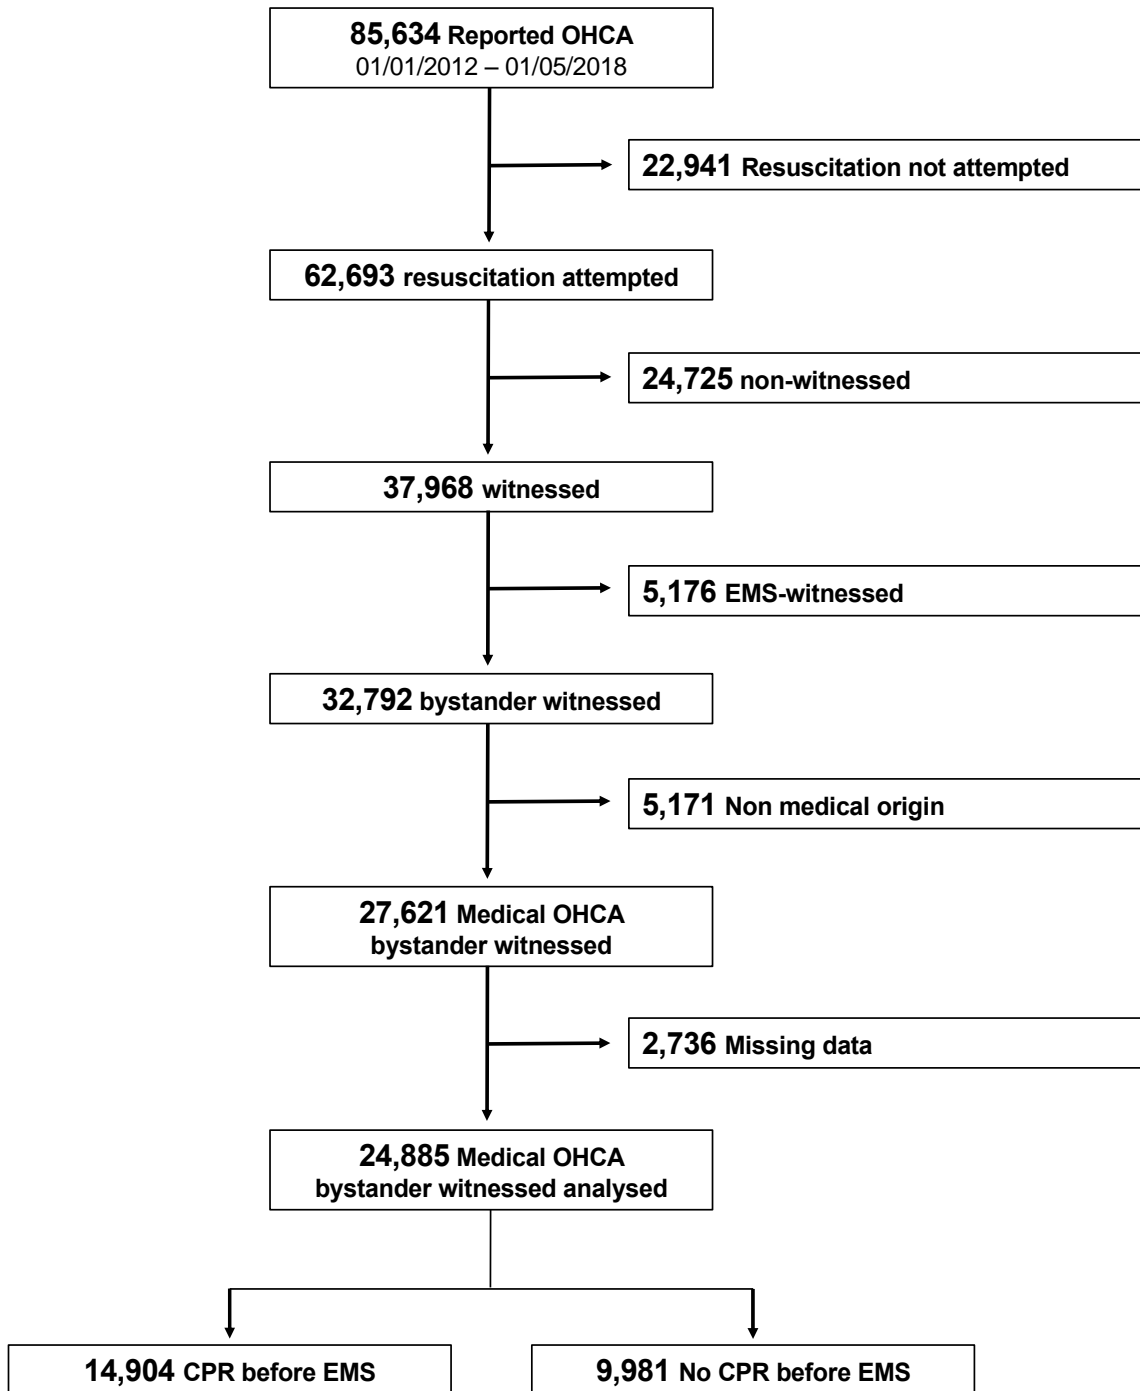 85,634 Reported OHCA
01/01/2012 – 01/05/2018
22,941 Resuscitation not attempted
62,693 resuscitation attempted
24,725 non-witnessed
37,968 witnessed
5,176 EMS-witnessed
32,792 bystander witnessed
5,171 Non medical origin
27,621 Medical OHCA
bystander witnessed
2,736 Missing data
24,885 Medical OHCA
bystander witnessed analysed
14,904 CPR before EMS
9,981 No CPR before EMS